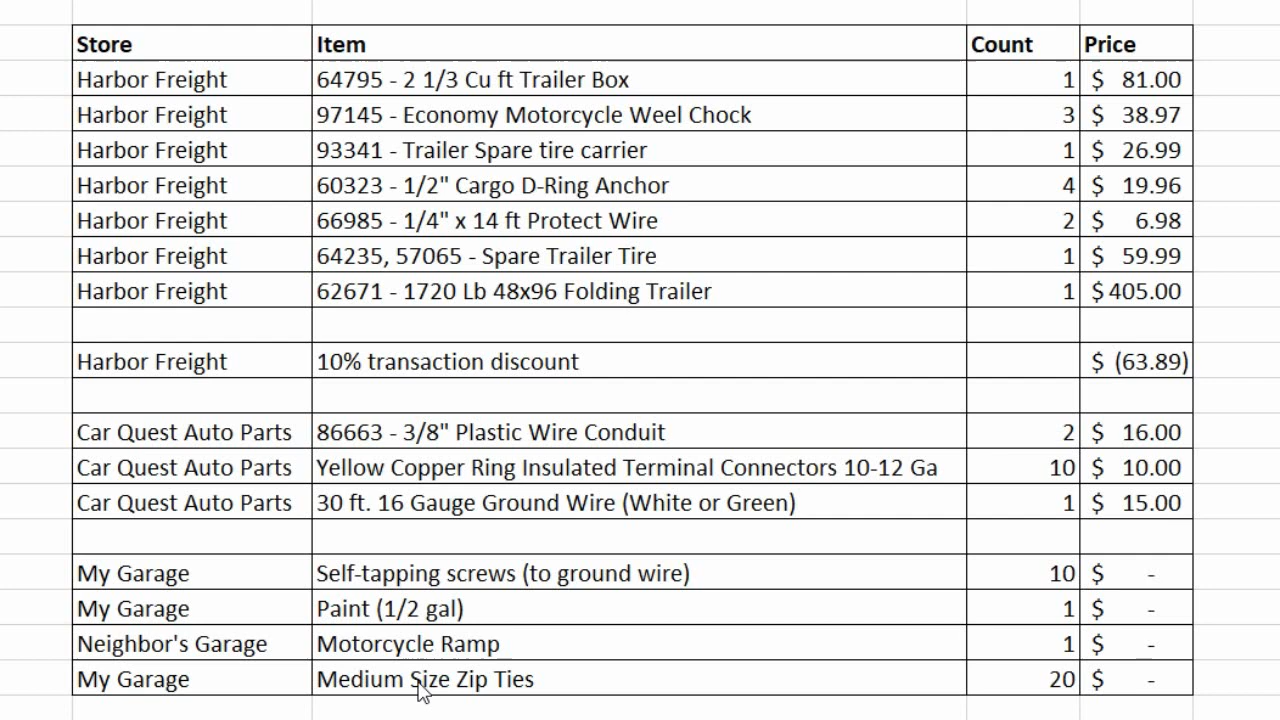 Store Item Count Price
Harbor Freight 64795 - 2 1/3 Cu ft Trailer Box 1 $ 81.00
Harbor Freight 97145 - Economy Motorcycle Weel Chock 3 $ 38.97
Harbor Freight 93341 - Trailer Spare tire carrier 1 $ 26.99
Harbor Freight 60323 - 1/2" Cargo D-Ring Anchor 4 $ 19.96
Harbor Freight 66985 - 1/4" x 14 ft Protect Wire 2 $ 6.98
Harbor Freight 64235, 57065 - Spare Trailer Tire 1 $ 59.99
Harbor Freight 62671 - 1720 Lb 48x96 Folding Trailer 1 $ 405.00
Harbor Freight 10% transaction discount $ (63.89)
Car Quest Auto Parts 86663 - 3/8" Plastic Wire Conduit 2 $ 16.00
Car Quest Auto Parts Yellow Copper Ring Insulated Terminal Connectors 10-12 Ga 10 $ 10.00
Car Quest Auto Parts 30 ft. 16 Gauge Ground Wire (White or Green) 1 $ 15.00
My Garage Self-tapping screws (to ground wire) 10 $ -
My Garage Paint (1/2 gal) 1 $ -
Neighbor's Garage Motorcycle Ramp 1 $ -
My Garage Medium Size Zip Ties 20 $ -